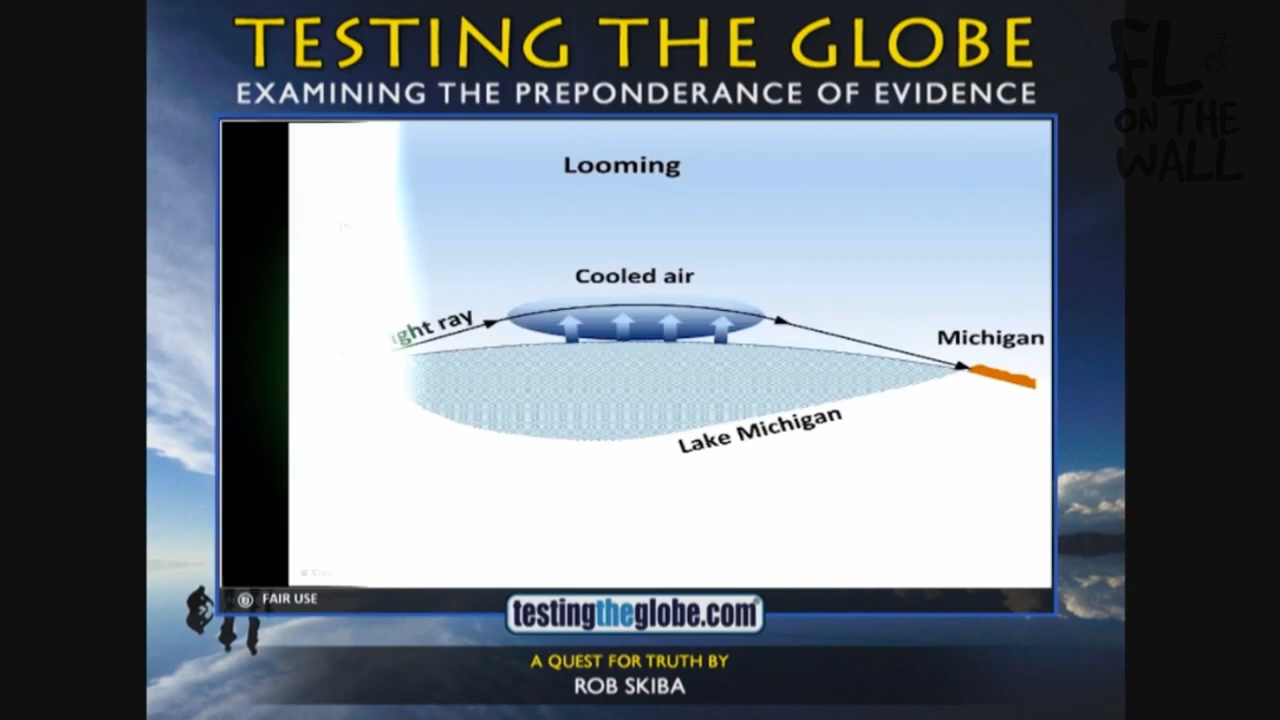 TESTING THE GLOBE
EXAMINING THE PREPONDERANCE OF EVIDENCE
FL
ON THE
WALL
Looming
Cooled air
ght ray
Michigan
Lake Michigan
FAIR USE
testingtheglobe.com
A QUEST FOR TRUTH BY
ROB SKIBA